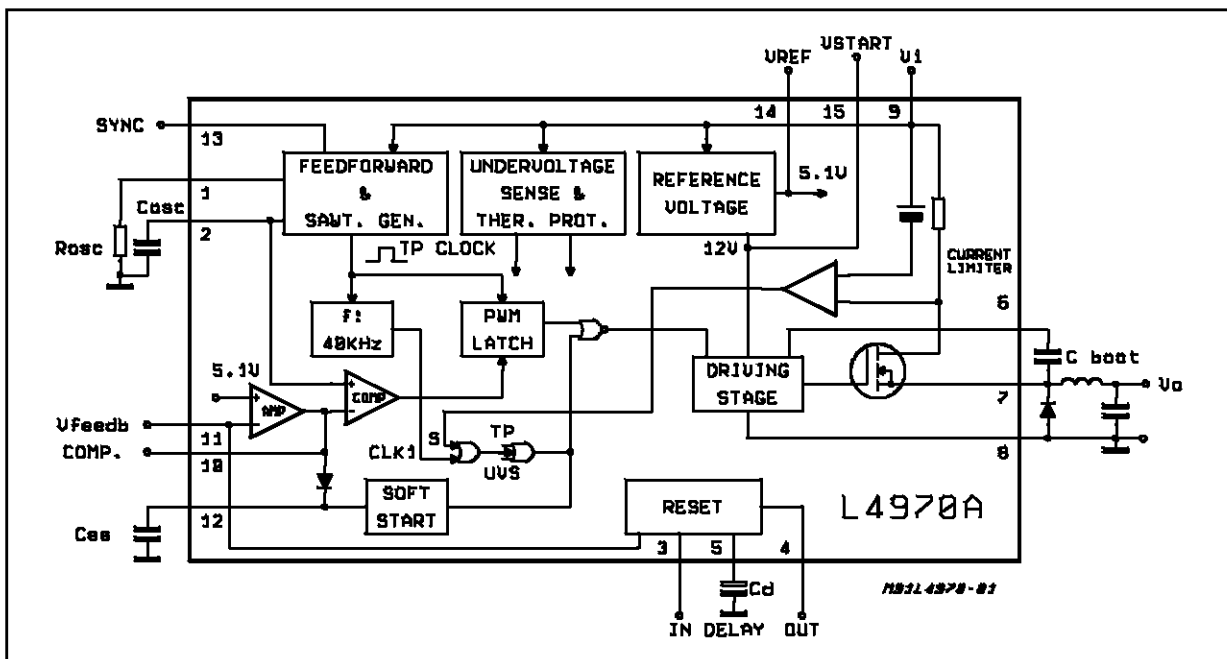 VSTART
VREF
Vi
14
15
9
SYNC
13
FEEDFORWARD
&
SAWT. GEN.
UNDERVOLTAGE
SENSE &
THER. PROT.
REFERENCE
VOLTAGE
5.1V
1
Cosc
2
Rosc
TP CLOCK
12V
CURRENT
LIMITER
6
f:
40KHz
PWM
LATCH
5.1V
+
AMP
-
+
COMP
-
DRIVING
STAGE
C boot
7
Vo
Vfeedb
11
COMP.
10
S
CLK1
TP
UVS
8
SOFT
START
12
Css
RESET
L4970A
3
5
4
Cd
M91L4970-01
IN
DELAY
OUT